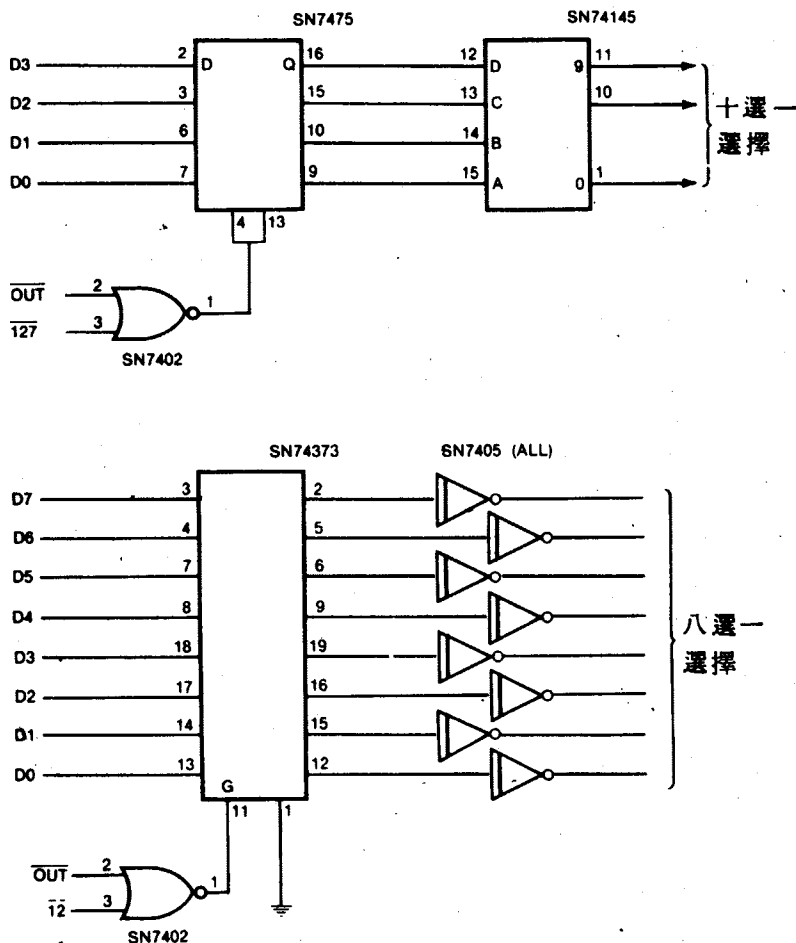 SN7475
SN74145
D3 2 D Q 16 12 D 9 11
D2 3 15 13 C 10
D1 6 10 14 B
D0 7 9 15 A 0 1
十選一
選擇
4 13
OUT 2
1
127 3
SN7402
SN74373
SN7405 (ALL)
D7 3 2
D6 4 5
D5 7 6
D4 8 9
D3 18 19
D2 17 16
D1 14 15
D0 13 12
八選一
選擇
G
11 1
OUT 2
1
12 3
SN7402